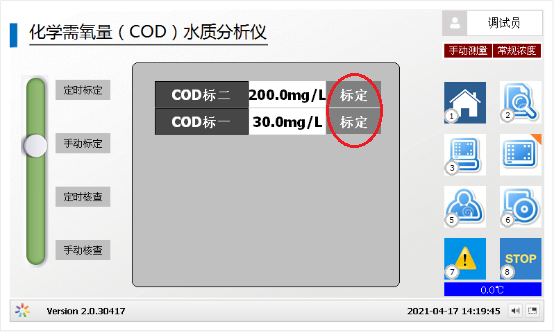 化学需氧量（COD）水质分析仪
调试员
手动测量 常规浓度
定时标定
手动标定
定时核查
手动核查
COD标二 200.0mg/L 标定
COD标一 30.0mg/L 标定
1
2
3
5
6
7
STOP
8
0.0℃
Version 2.0.30417
2021-04-17 14:19:45